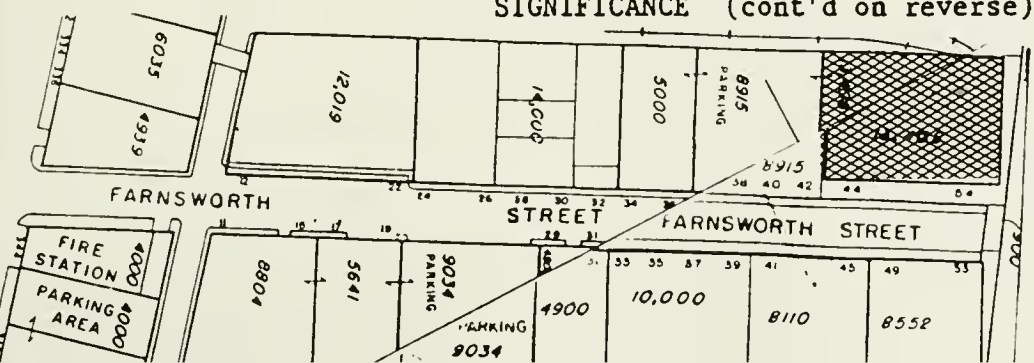 SIGNIFICANCE (cont'd on reverse)
6035
4939
12,019
14,000
5000
8915
PARKING
8915
12 22 24 26 28 30 32 34 36 38 40 42 44 54
FARNSWORTH STREET FARNSWORTH STREET
11 15 17 19 29 31 33 35 37 39 41 45 49 53
FIRE
STATION
4000
PARKING
AREA
4000
8804
5641
9034
PARKING
PARKING
9034
4900
10,000
8110
8552